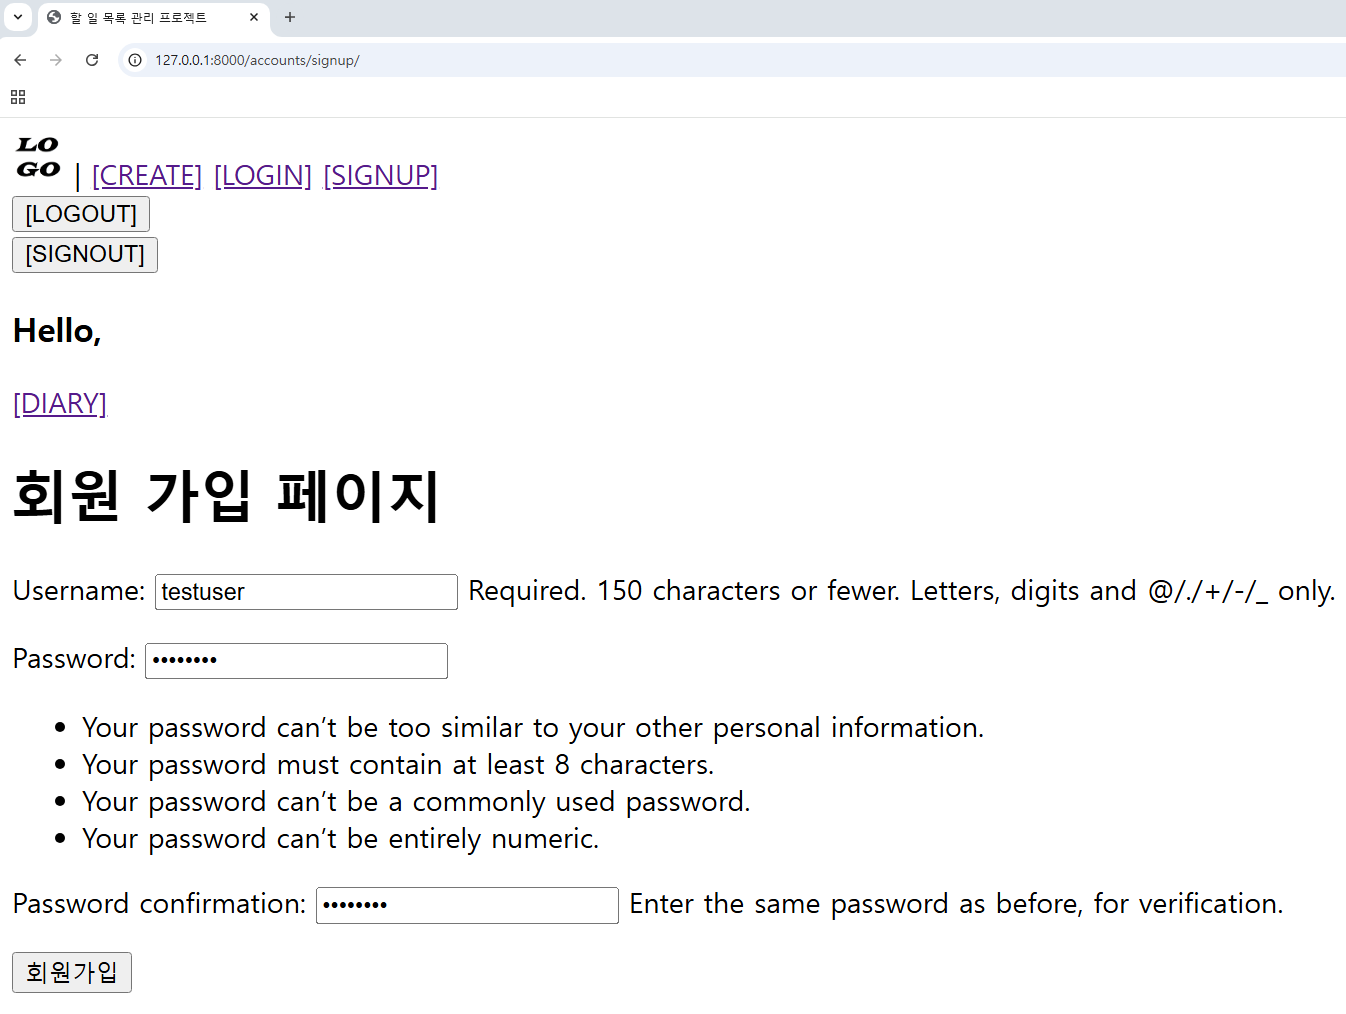 할 일 목록 관리 프로젝트
127.0.0.1:8000/accounts/signup/
LO
GO | [CREATE] [LOGIN] [SIGNUP]
[LOGOUT]
[SIGNOUT]
Hello,
[DIARY]
회원 가입 페이지
Username: testuser Required. 150 characters or fewer. Letters, digits and @/./+/-/_ only.
Password: ••••••••
• Your password can’t be too similar to your other personal information.
• Your password must contain at least 8 characters.
• Your password can’t be a commonly used password.
• Your password can’t be entirely numeric.
Password confirmation: •••••••• Enter the same password as before, for verification.
회원가입